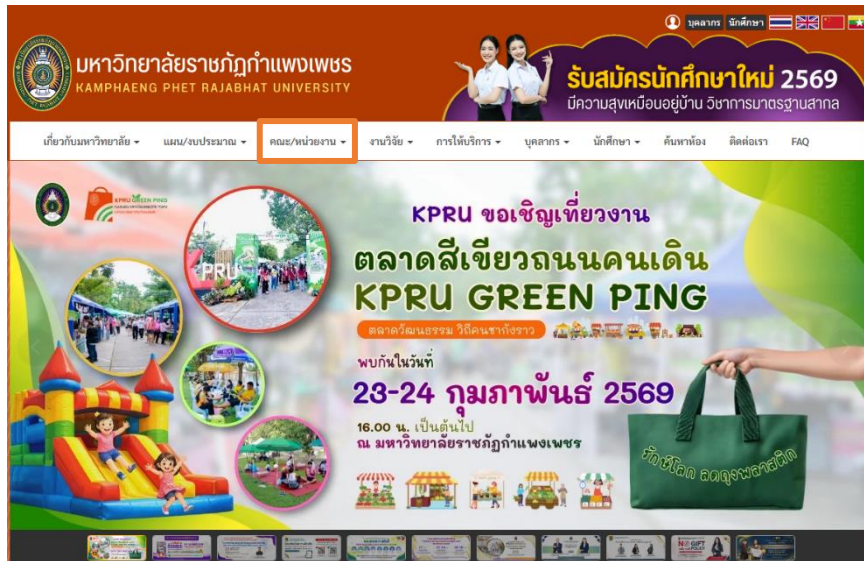 บุคลากร นักศึกษา
มหาวิทยาลัยราชภัฏกำแพงเพชร
KAMPHAENG PHET RAJABHAT UNIVERSITY
รับสมัครนักศึกษาใหม่ 2569
มีความสุขเหมือนอยู่บ้าน วิชาการมาตรฐานสากล
เกี่ยวกับมหาวิทยาลัย แผน/งบประมาณ คณะ/หน่วยงาน งานวิจัย การให้บริการ บุคลากร นักศึกษา ค้นหาห้อง ติดต่อเรา FAQ
KPRU GREEN PING
KPRU ขอเชิญเที่ยวงาน
ตลาดสีเขียวถนนคนเดิน
KPRU GREEN PING
ตลาดวัฒนธรรม วิถีคนชากังราว
พบกันในวันที่
23-24 กุมภาพันธ์ 2569
16.00 น. เป็นต้นไป
ณ มหาวิทยาลัยราชภัฏกำแพงเพชร
รักษ์โลก ลดถุงพลาสติก
PRU